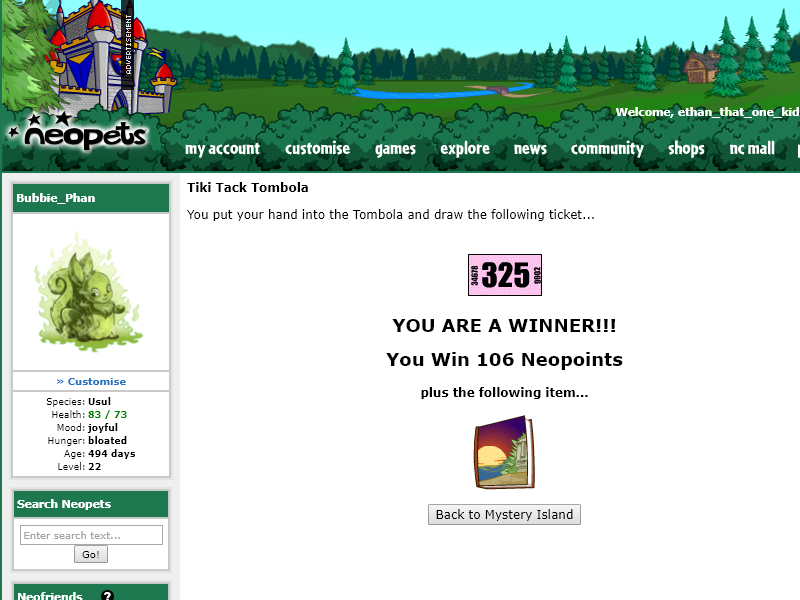 ADVERTISEMENT
Welcome, ethan_that_one_kid
neopets
my account customise games explore news community shops nc mall
Bubbie_Phan
» Customise
Species: Usul
Health: 83 / 73
Mood: joyful
Hunger: bloated
Age: 494 days
Level: 22
Search Neopets
Enter search text...
Go!
Neofriends ?
Tiki Tack Tombola
You put your hand into the Tombola and draw the following ticket...
34678 325 9902
YOU ARE A WINNER!!!
You Win 106 Neopoints
plus the following item...
Back to Mystery Island